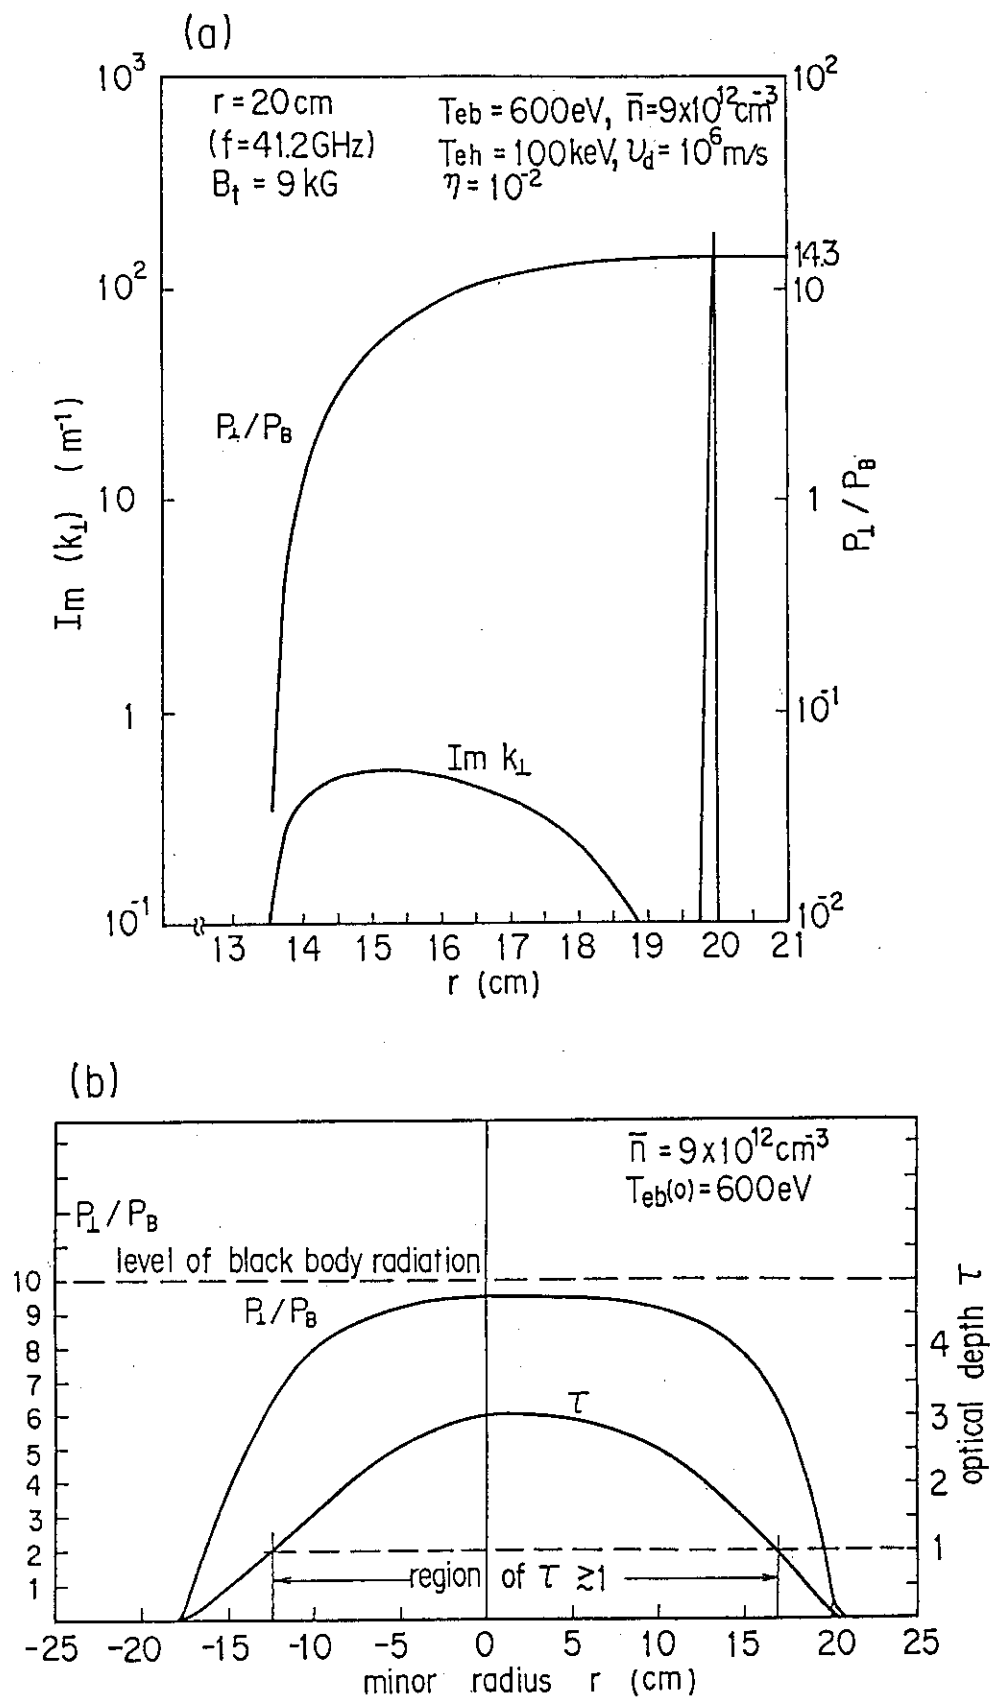 (a)
10³
10²
10
1
10⁻¹
Im (k⊥) (m⁻¹)
r = 20cm
(f = 41.2GHz)
Bt = 9 kG
Teb = 600eV, n̄ = 9x10¹²cm⁻³
Teh = 100keV, υd = 10⁶m/s
η = 10⁻²
P⊥/PB
Im k⊥
10²
14.3
10
1
10⁻¹
10⁻²
P⊥/PB
13 14 15 16 17 18 19 20 21
r (cm)
(b)
n̄ = 9x10¹²cm⁻³
Teb(o) = 600eV
P⊥/PB
level of black body radiation
P⊥/PB
τ
region of τ ≳ 1
10
9
8
7
6
5
4
3
2
1
4
3
2
1
optical depth τ
-25 -20 -15 -10 -5 0 5 10 15 20 25
minor radius r (cm)